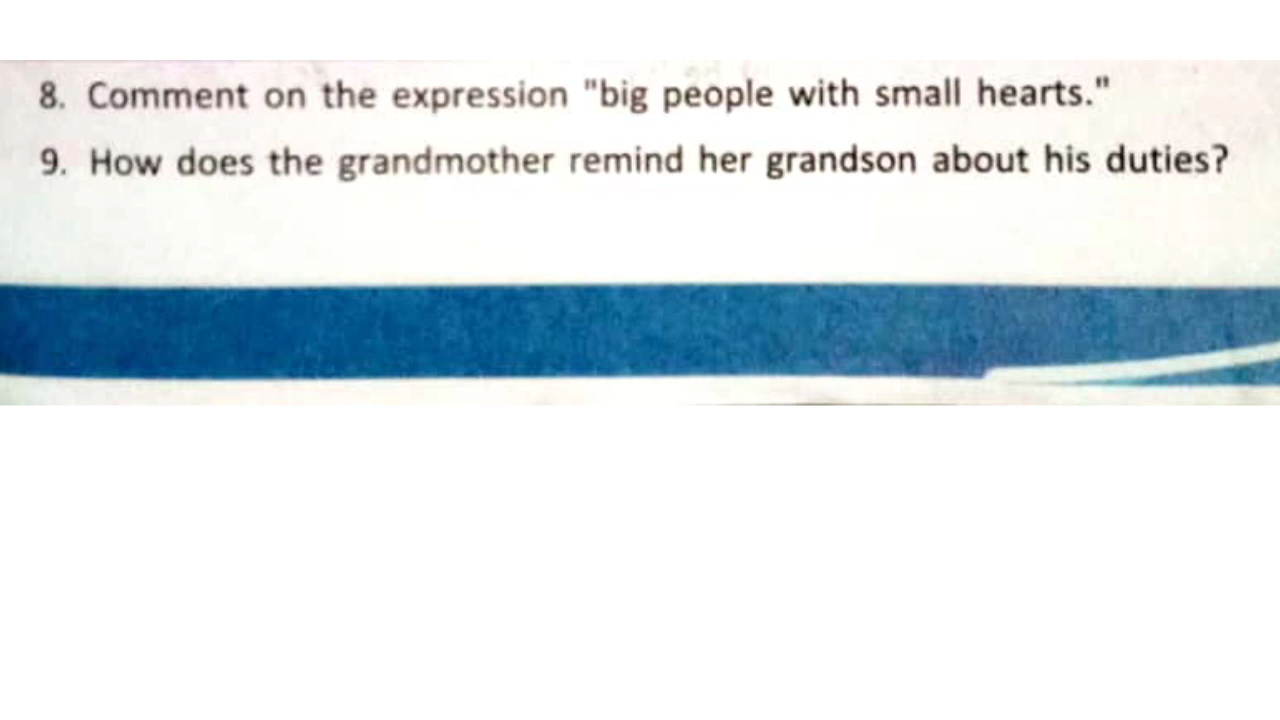 8. Comment on the expression "big people with small hearts."
9. How does the grandmother remind her grandson about his duties?